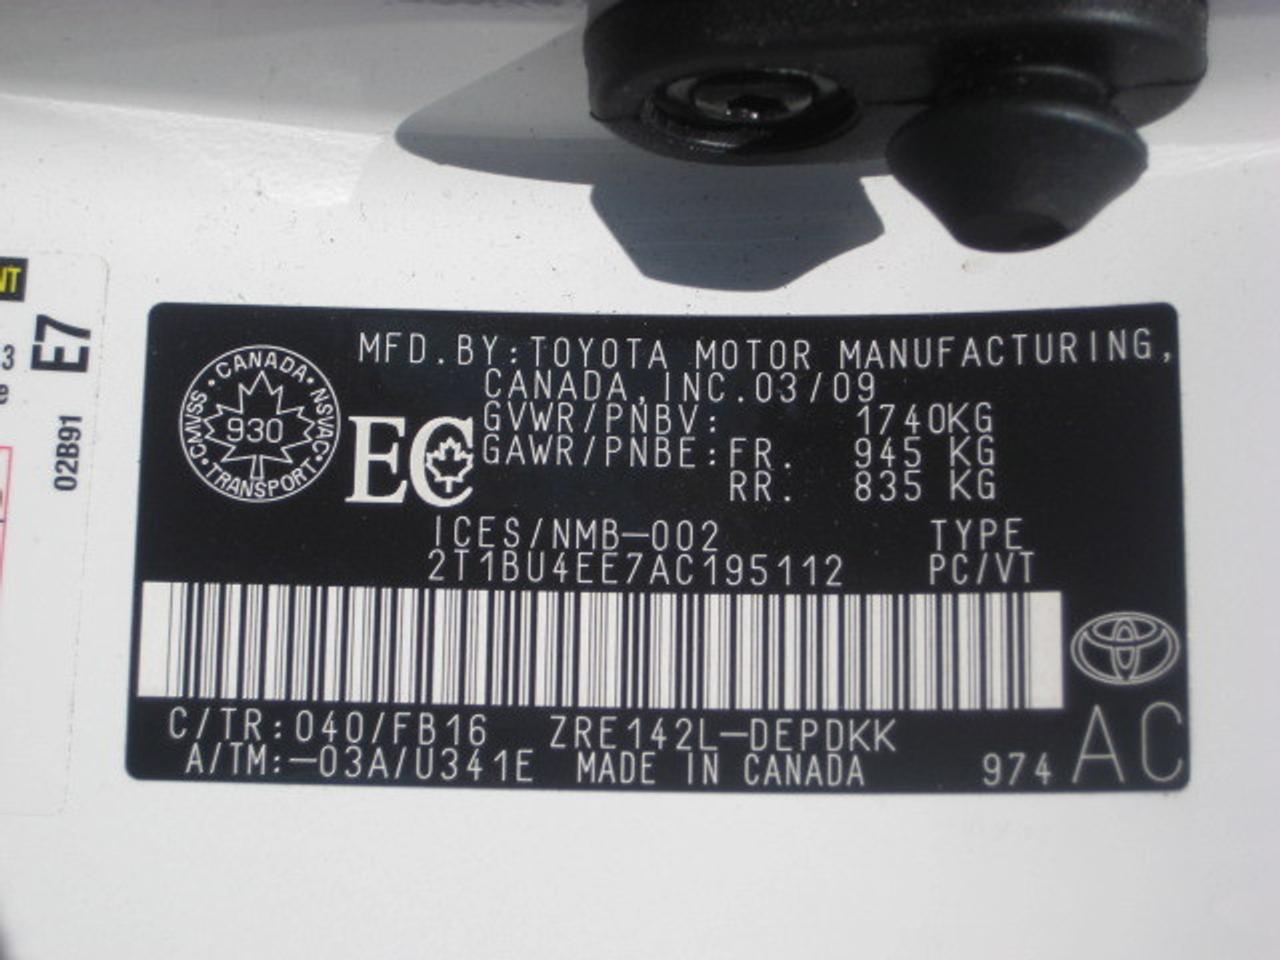 NT
3
E7
e
02B91
CANADA · NSVAC · TRANSPORT · CMVSS ·
930
EC
MFD.BY:TOYOTA MOTOR MANUFACTURING,
CANADA,INC.03/09
GVWR/PNBV: 1740KG
GAWR/PNBE:FR. 945 KG
RR. 835 KG
ICES/NMB-002 TYPE
2T1BU4EE7AC195112 PC/VT
C/TR:040/FB16 ZRE142L-DEPDKK
A/TM:-03A/U341E MADE IN CANADA 974 AC